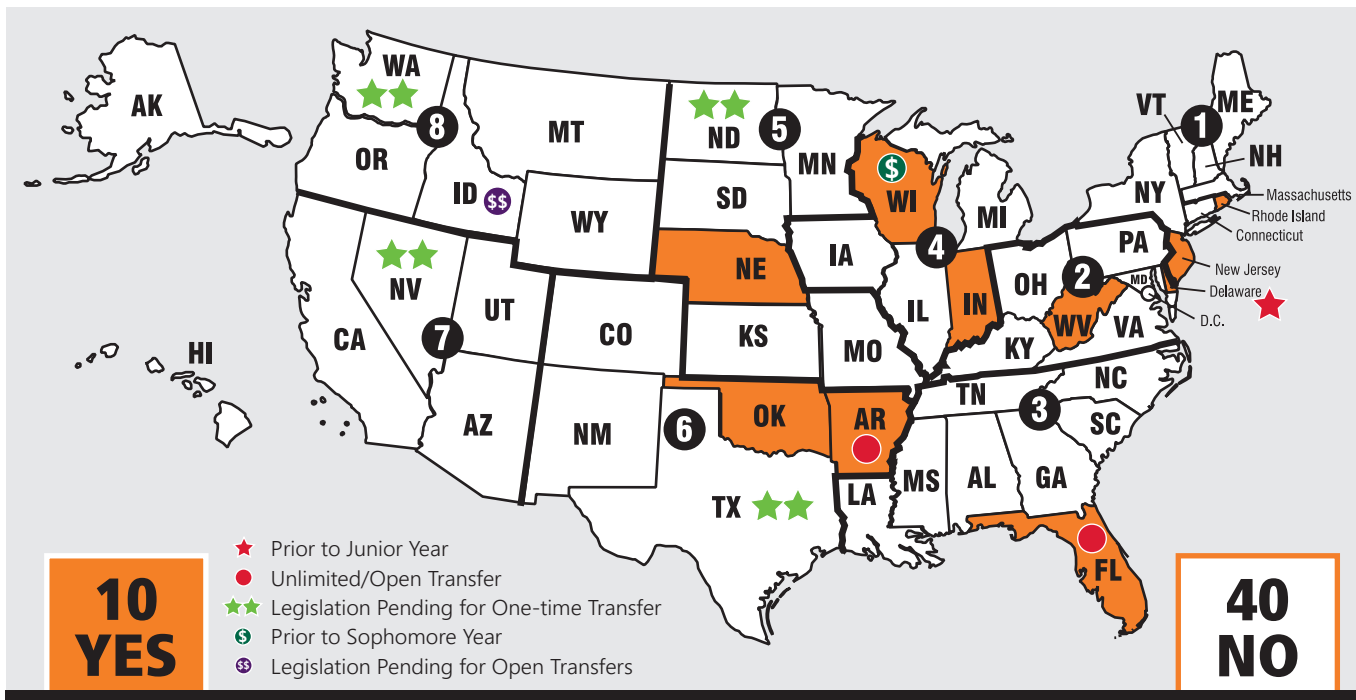 AK
HI
WA
8
OR
ID
$$
MT
WY
ND
5
SD
NE
MN
$
WI
MI
4
IA
IL
IN
OH
KY
VT
1
ME
NH
NY
Massachusetts
Rhode Island
Connecticut
PA
New Jersey
MD
Delaware
D.C.
2
WV
VA
NV
CA
7
UT
AZ
CO
KS
MO
NM
6
OK
AR
TX
LA
TN
3
NC
SC
MS
AL
GA
FL
10
YES
Prior to Junior Year
Unlimited/Open Transfer
Legislation Pending for One-time Transfer
$ Prior to Sophomore Year
$$ Legislation Pending for Open Transfers
40
NO